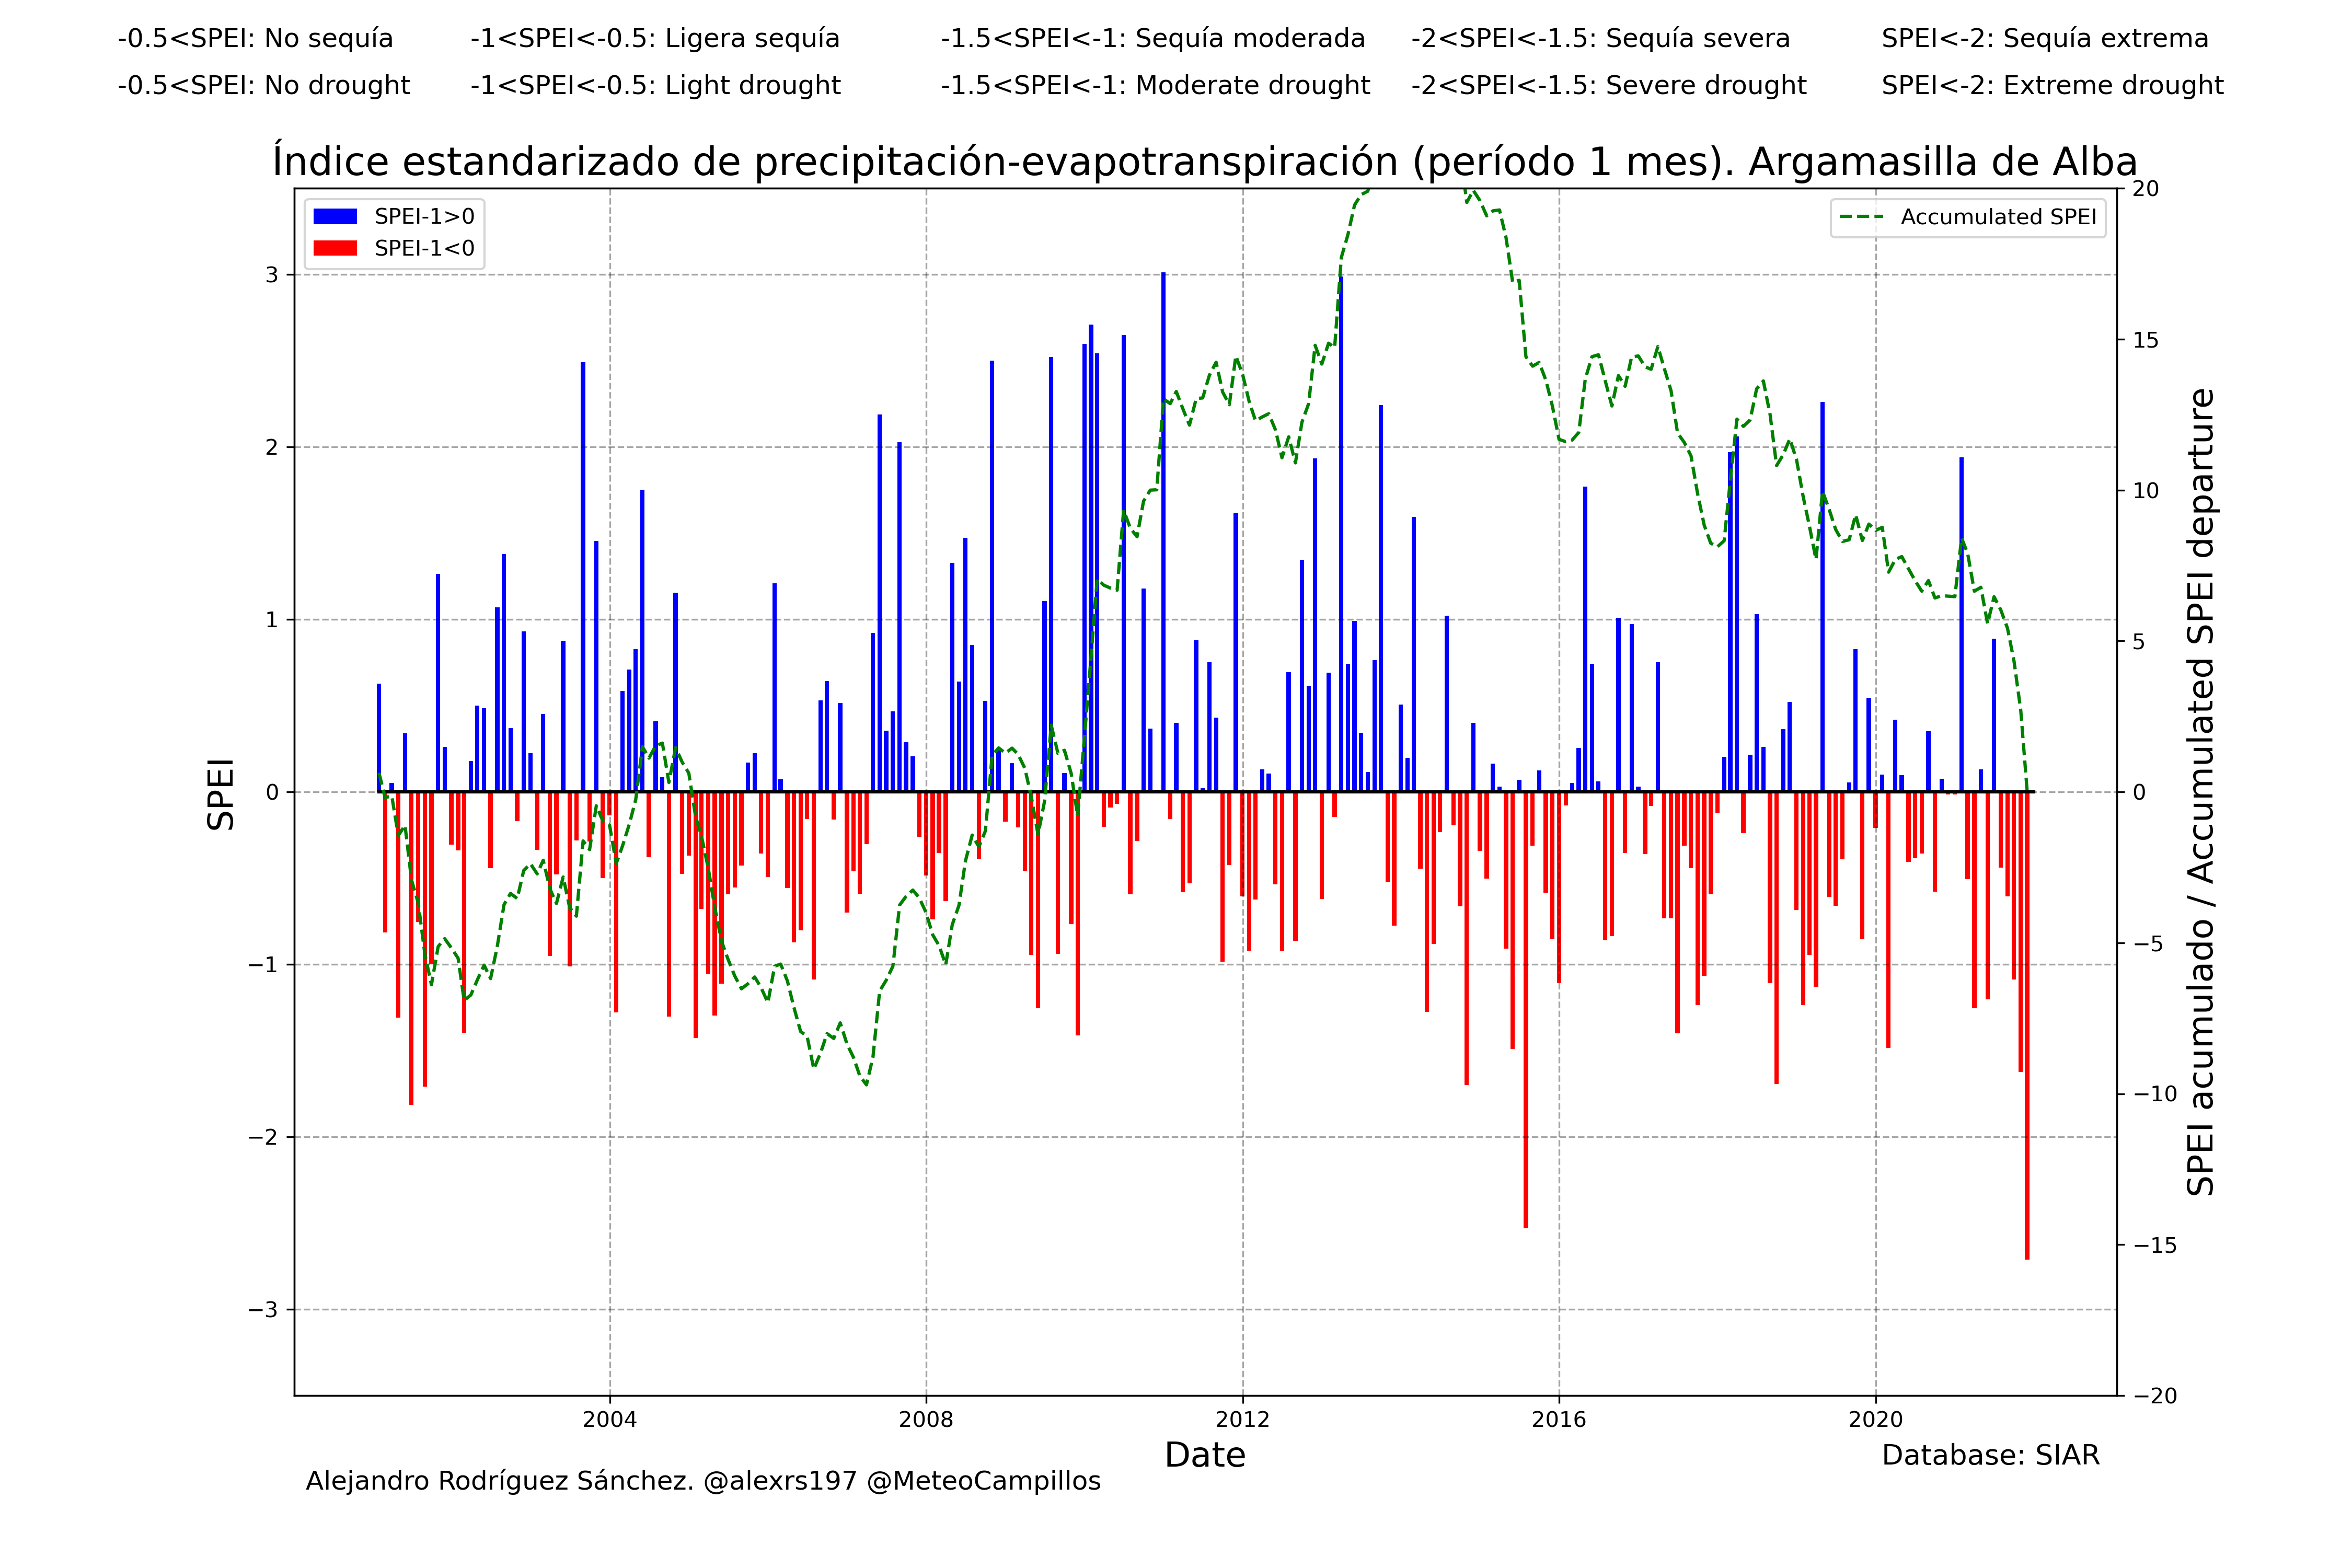 -0.5<SPEI: No sequía -1<SPEI<-0.5: Ligera sequía -1.5<SPEI<-1: Sequía moderada -2<SPEI<-1.5: Sequía severa SPEI<-2: Sequía extrema
-0.5<SPEI: No drought -1<SPEI<-0.5: Light drought -1.5<SPEI<-1: Moderate drought -2<SPEI<-1.5: Severe drought SPEI<-2: Extreme drought
Índice estandarizado de precipitación-evapotranspiración (período 1 mes). Argamasilla de Alba
SPEI-1>0
SPEI-1<0
Accumulated SPEI
SPEI
3
2
1
0
−1
−2
−3
20
15
10
5
0
−5
−10
−15
−20
SPEI acumulado / Accumulated SPEI departure
2004 2008 2012 2016 2020
Date
Database: SIAR
Alejandro Rodríguez Sánchez. @alexrs197 @MeteoCampillos